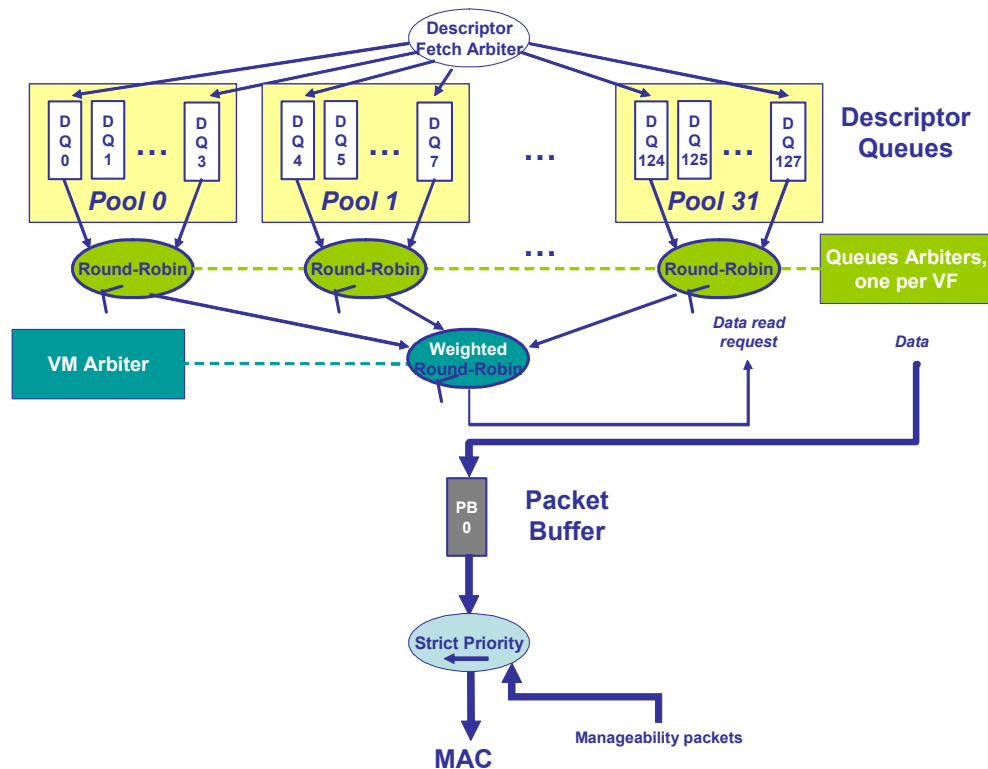 Descriptor
Fetch Arbiter
D Q 0
D Q 1
...
D Q 3
Pool 0
D Q 4
D Q 5
...
D Q 7
Pool 1
...
D Q 124
D Q 125
...
D Q 127
Pool 31
Descriptor
Queues
Round-Robin
Round-Robin
...
Round-Robin
Queues Arbiters,
one per VF
VM Arbiter
Weighted
Round-Robin
Data read
request
Data
PB
0
Packet
Buffer
Strict Priority
Manageability packets
MAC